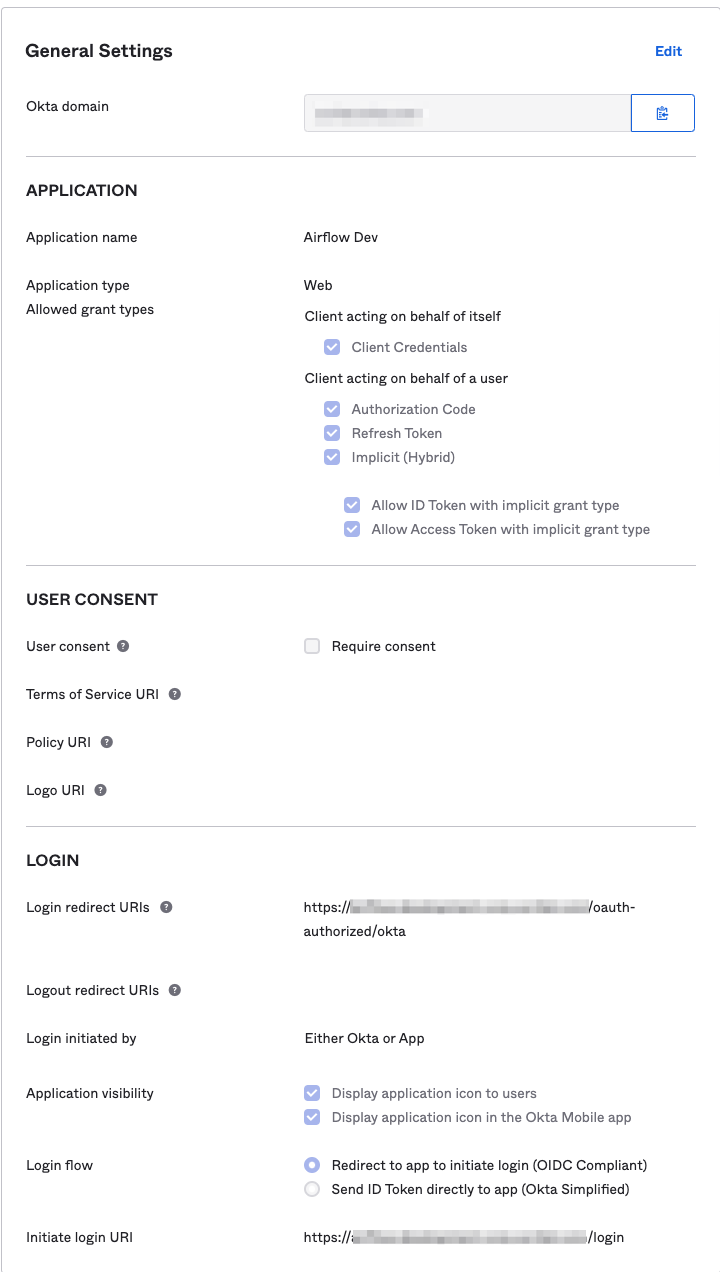 General Settings
Edit
Okta domain
APPLICATION
Application name
Airflow Dev
Application type
Web
Allowed grant types
Client acting on behalf of itself
Client Credentials
Client acting on behalf of a user
Authorization Code
Refresh Token
Implicit (Hybrid)
Allow ID Token with implicit grant type
Allow Access Token with implicit grant type
USER CONSENT
User consent ?
Require consent
Terms of Service URI ?
Policy URI ?
Logo URI ?
LOGIN
Login redirect URIs ?
https:// /oauth-
authorized/okta
Logout redirect URIs ?
Login initiated by
Either Okta or App
Application visibility
Display application icon to users
Display application icon in the Okta Mobile app
Login flow
Redirect to app to initiate login (OIDC Compliant)
Send ID Token directly to app (Okta Simplified)
Initiate login URI
https:// /login